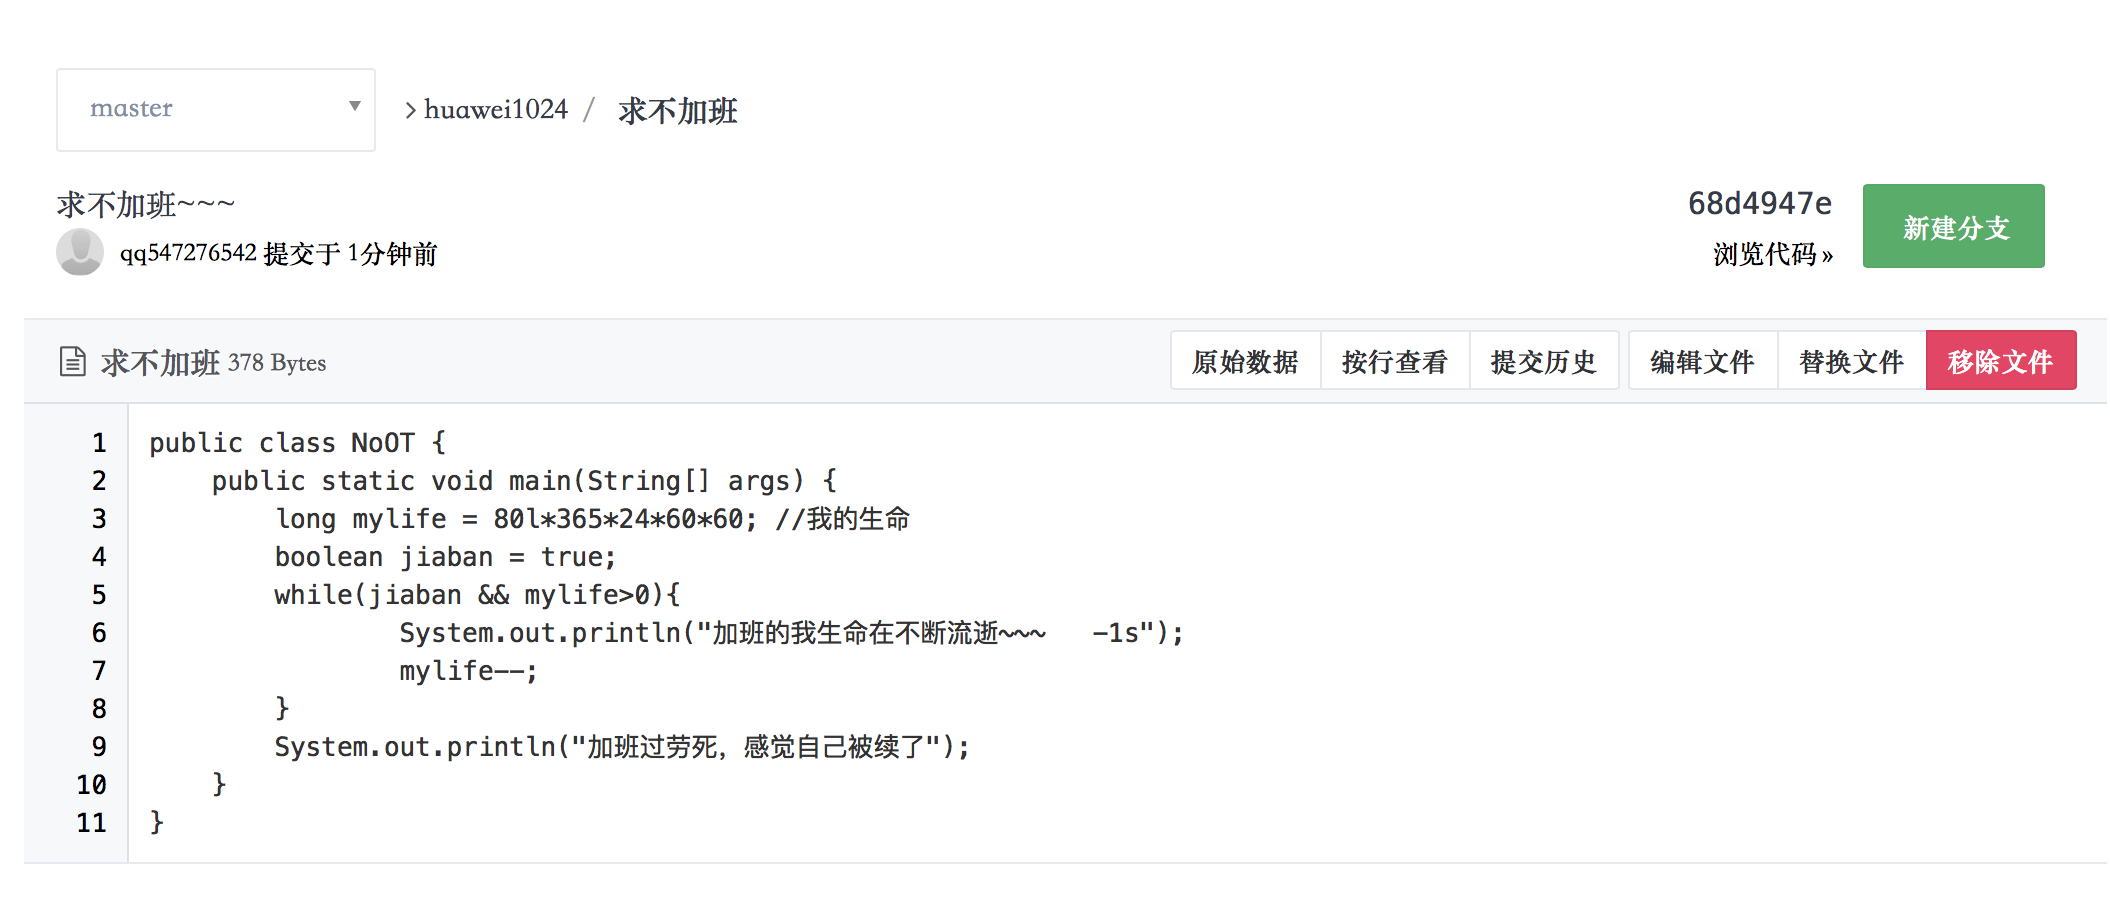 master
huawei1024 / 求不加班
求不加班~~~
68d4947e
新建分支
qq547276542 提交于 1分钟前
浏览代码 »
求不加班 378 Bytes
原始数据 按行查看 提交历史 编辑文件 替换文件 移除文件
1 public class NoOT {
2     public static void main(String[] args) {
3         long mylife = 80l*365*24*60*60; //我的生命
4         boolean jiaban = true;
5         while(jiaban && mylife>0){
6                 System.out.println("加班的我生命在不断流逝~~~   -1s");
7                 mylife--;
8         }
9         System.out.println("加班过劳死，感觉自己被续了");
10     }
11 }